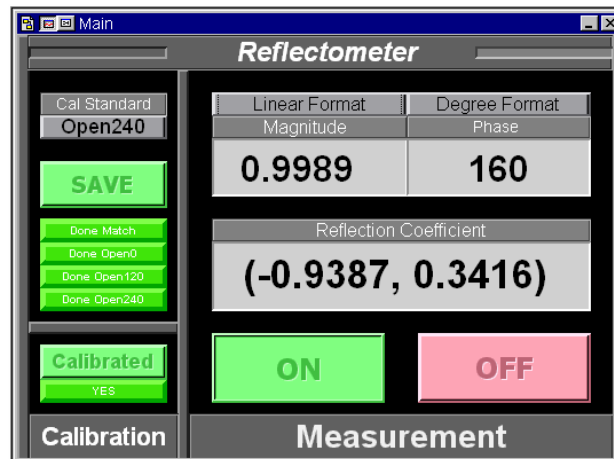 Main
Reflectometer
Cal Standard
Open240
SAVE
Done Match
Done Open0
Done Open120
Done Open240
Calibrated
YES
Calibration
Linear Format Degree Format
Magnitude Phase
0.9989 160
Reflection Coefficient
(-0.9387, 0.3416)
ON OFF
Measurement